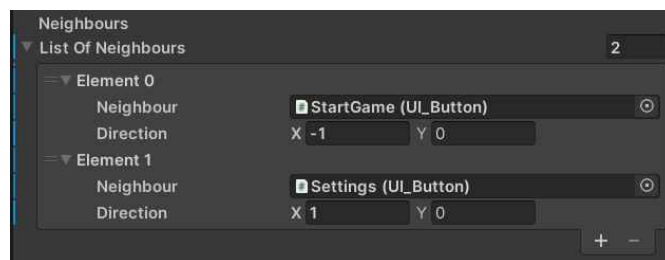 Neighbours
List Of Neighbours 2
Element 0
Neighbour StartGame (UI_Button)
Direction X -1 Y 0
Element 1
Neighbour Settings (UI_Button)
Direction X 1 Y 0
+ -